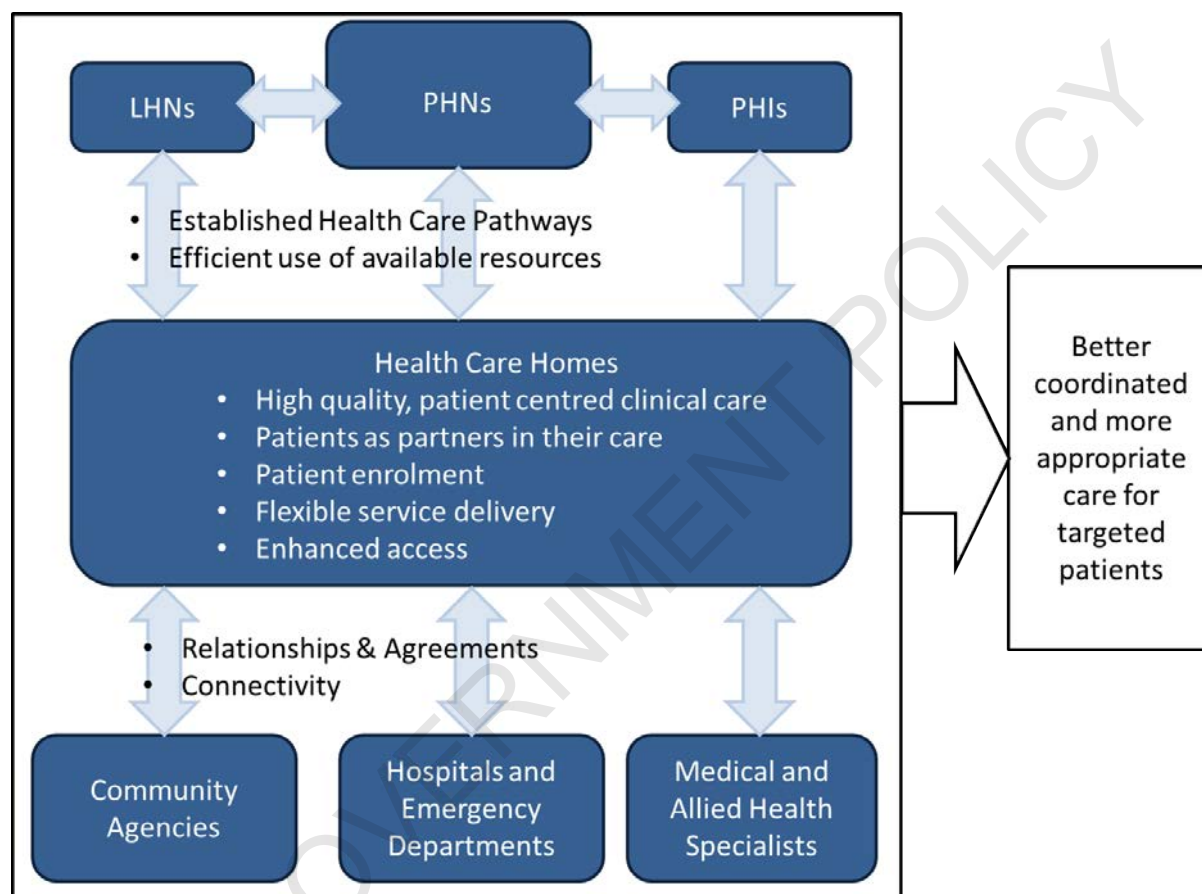 LHNs
PHNs
PHIs
• Established Health Care Pathways
• Efficient use of available resources
Health Care Homes
• High quality, patient centred clinical care
• Patients as partners in their care
• Patient enrolment
• Flexible service delivery
• Enhanced access
• Relationships & Agreements
• Connectivity
Community
Agencies
Hospitals and
Emergency
Departments
Medical and
Allied Health
Specialists
Better
coordinated
and more
appropriate
care for
targeted
patients
OVERNMENT POLICY